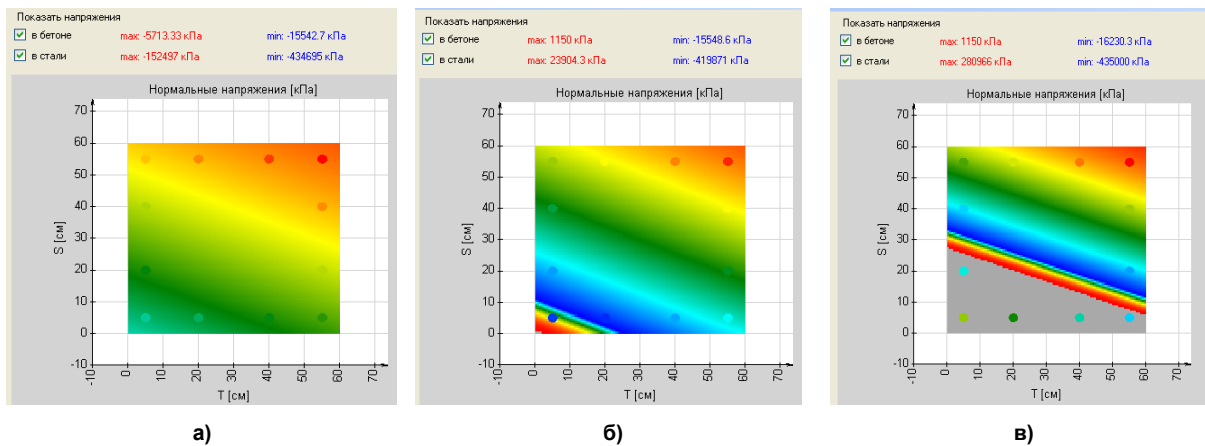 Показать напряжения
в бетоне max: -5713.33 кПа min: -15542.7 кПа
в стали max: -152497 кПа min: -434695 кПа
Нормальные напряжения [кПа]
70
60
50
40
30
20
10
0
-10
S [см]
-10 0 10 20 30 40 50 60 70
T [см]
а)
Показать напряжения
в бетоне max: 1150 кПа min: -15548.6 кПа
в стали max: 23904.3 кПа min: -419871 кПа
Нормальные напряжения [кПа]
70
60
50
40
30
20
10
0
-10
S [см]
-10 0 10 20 30 40 50 60 70
T [см]
б)
Показать напряжения
в бетоне max: 1150 кПа min: -16230.3 кПа
в стали max: 280966 кПа min: -435000 кПа
Нормальные напряжения [кПа]
70
60
50
40
30
20
10
0
-10
S [см]
-10 0 10 20 30 40 50 60 70
T [см]
в)